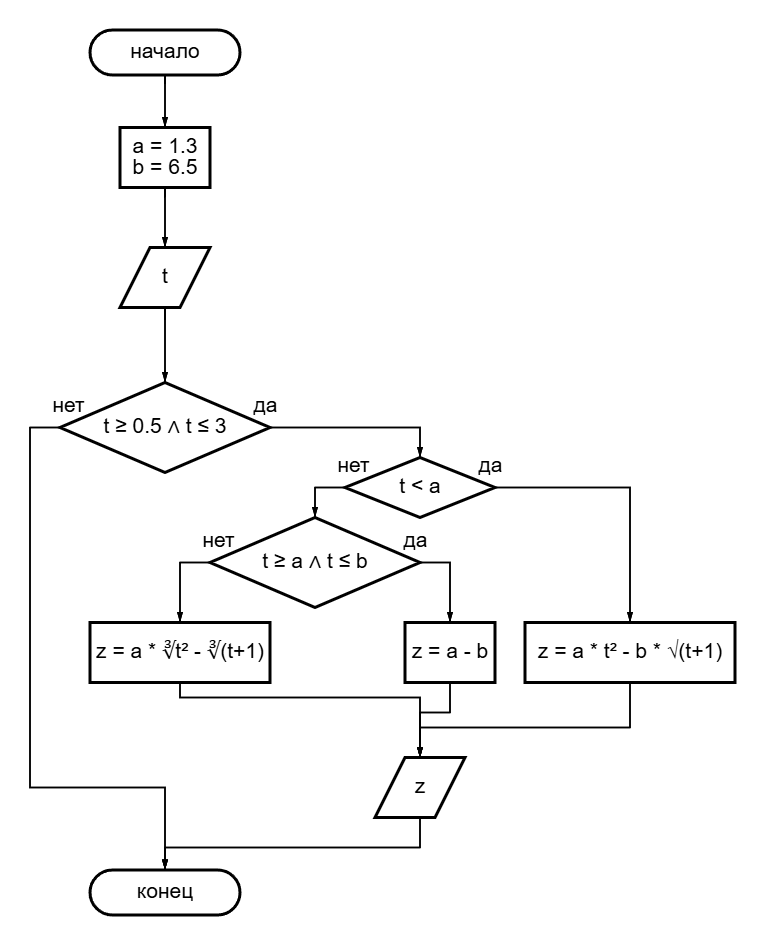 начало
a = 1.3
b = 6.5
t
нет
да
t ≥ 0.5 ∧ t ≤ 3
нет
да
t < a
нет
да
t ≥ a ∧ t ≤ b
z = a * ∛t² - ∛(t+1)
z = a - b
z = a * t² - b * √(t+1)
z
конец